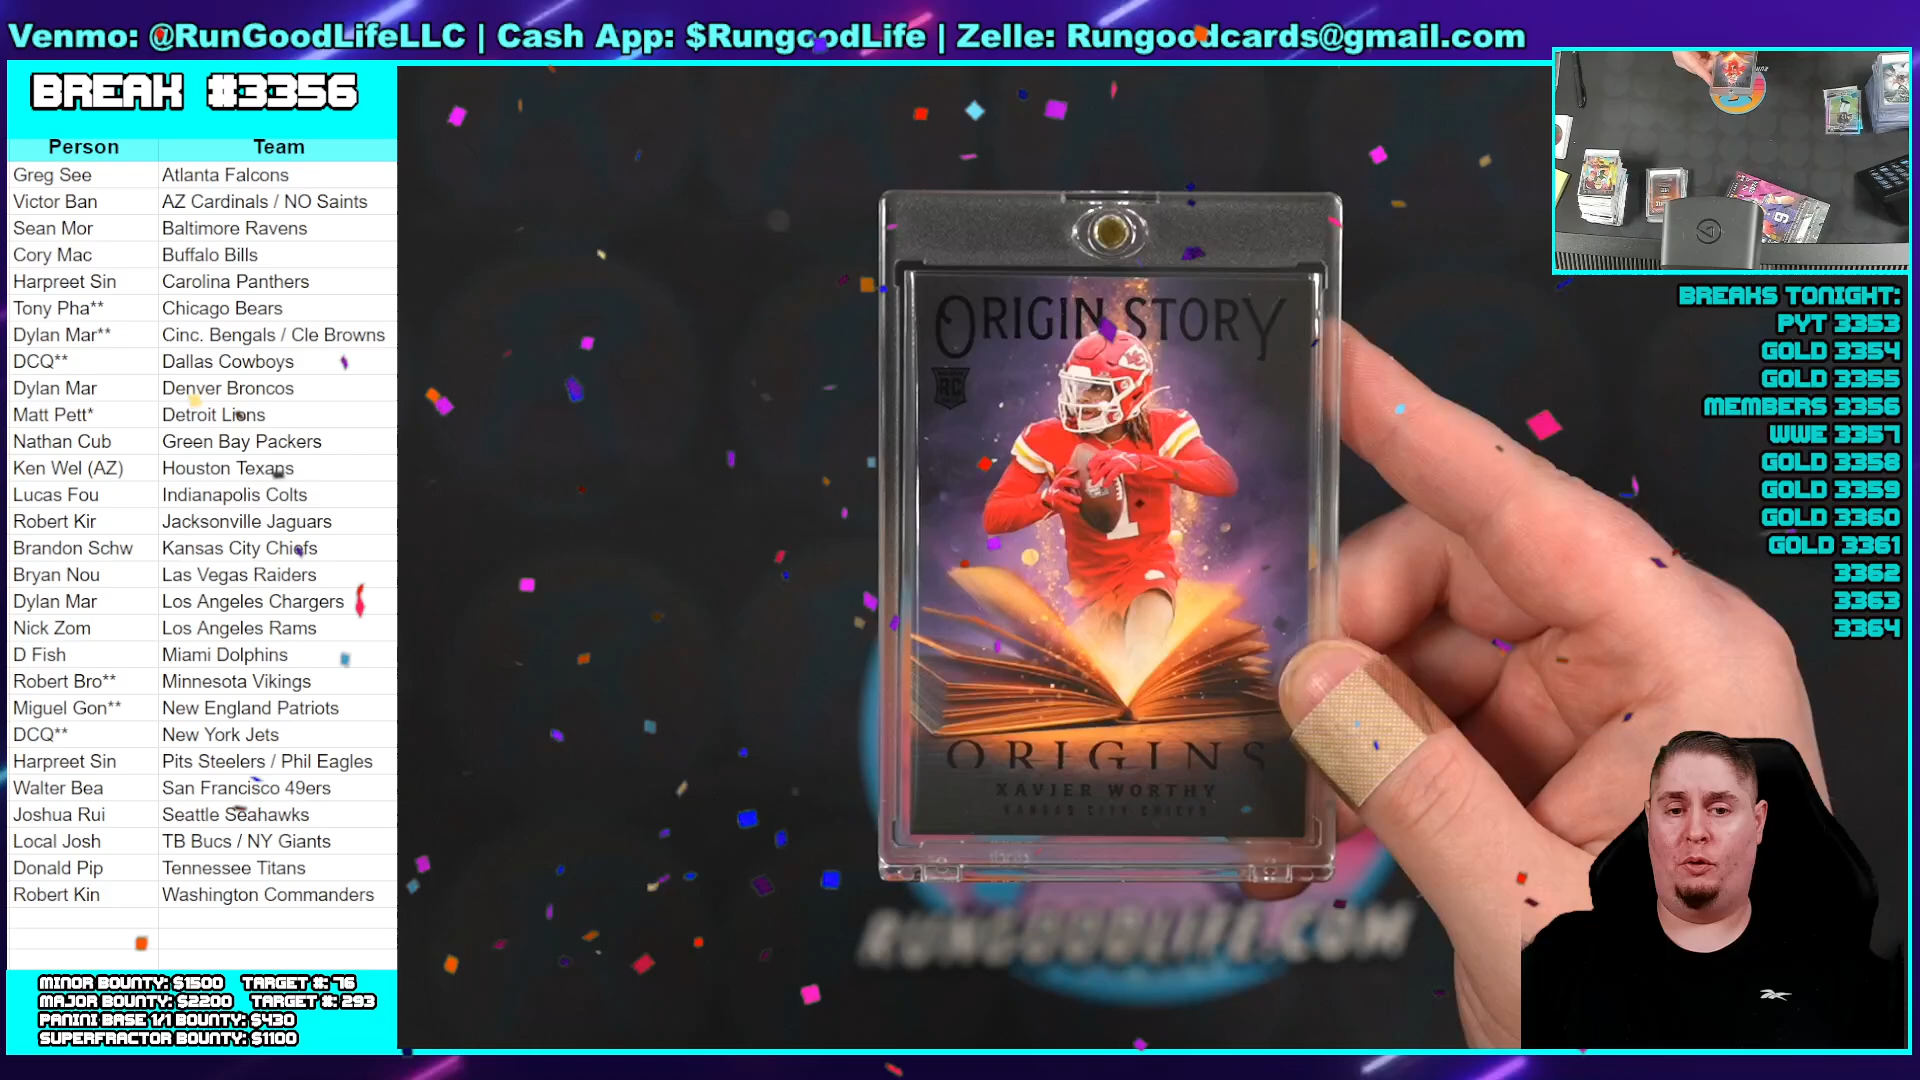 Venmo: @RunGoodLifeLLC | Cash App: $RungoodLife | Zelle: Rungoodcards@gmail.com
BREAK #3356
Person Team
Greg See Atlanta Falcons
Victor Ban AZ Cardinals / NO Saints
Sean Mor Baltimore Ravens
Cory Mac Buffalo Bills
Harpreet Sin Carolina Panthers
Tony Pha** Chicago Bears
Dylan Mar** Cinc. Bengals / Cle Browns
DCQ** Dallas Cowboys
Dylan Mar Denver Broncos
Matt Pett* Detroit Lions
Nathan Cub Green Bay Packers
Ken Wel (AZ) Houston Texans
Lucas Fou Indianapolis Colts
Robert Kir Jacksonville Jaguars
Brandon Schw Kansas City Chiefs
Bryan Nou Las Vegas Raiders
Dylan Mar Los Angeles Chargers
Nick Zom Los Angeles Rams
D Fish Miami Dolphins
Robert Bro** Minnesota Vikings
Miguel Gon** New England Patriots
DCQ** New York Jets
Harpreet Sin Pits Steelers / Phil Eagles
Walter Bea San Francisco 49ers
Joshua Rui Seattle Seahawks
Local Josh TB Bucs / NY Giants
Donald Pip Tennessee Titans
Robert Kin Washington Commanders
MINOR BOUNTY: $1500 TARGET #: 76
MAJOR BOUNTY: $2200 TARGET #: 293
PANINI BASE 1/1 BOUNTY: $430
SUPERFRACTOR BOUNTY: $1100
ORIGIN STORY
RC
1
ORIGINS
XAVIER WORTHY
KANSAS CITY CHIEFS
RUNGOODLIFE.COM
BREAKS TONIGHT:
PYT 3353
GOLD 3354
GOLD 3355
MEMBERS 3356
WWE 3357
GOLD 3358
GOLD 3359
GOLD 3360
GOLD 3361
3362
3363
3364